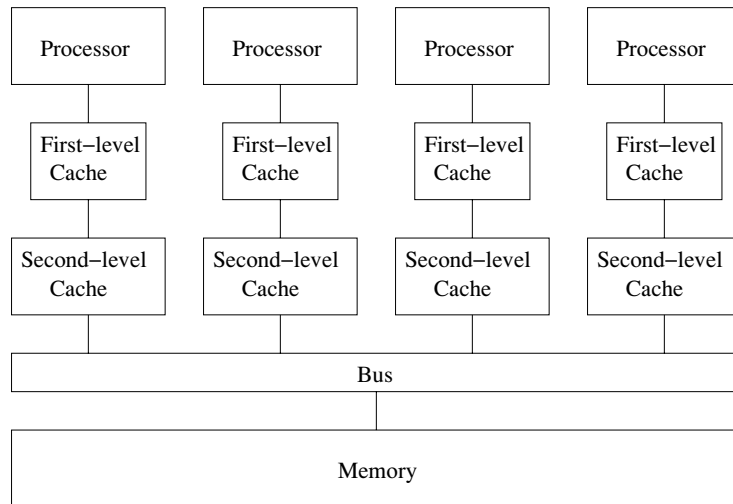 Processor
Processor
Processor
Processor
First−level
Cache
First−level
Cache
First−level
Cache
First−level
Cache
Second−level
Cache
Second−level
Cache
Second−level
Cache
Second−level
Cache
Bus
Memory